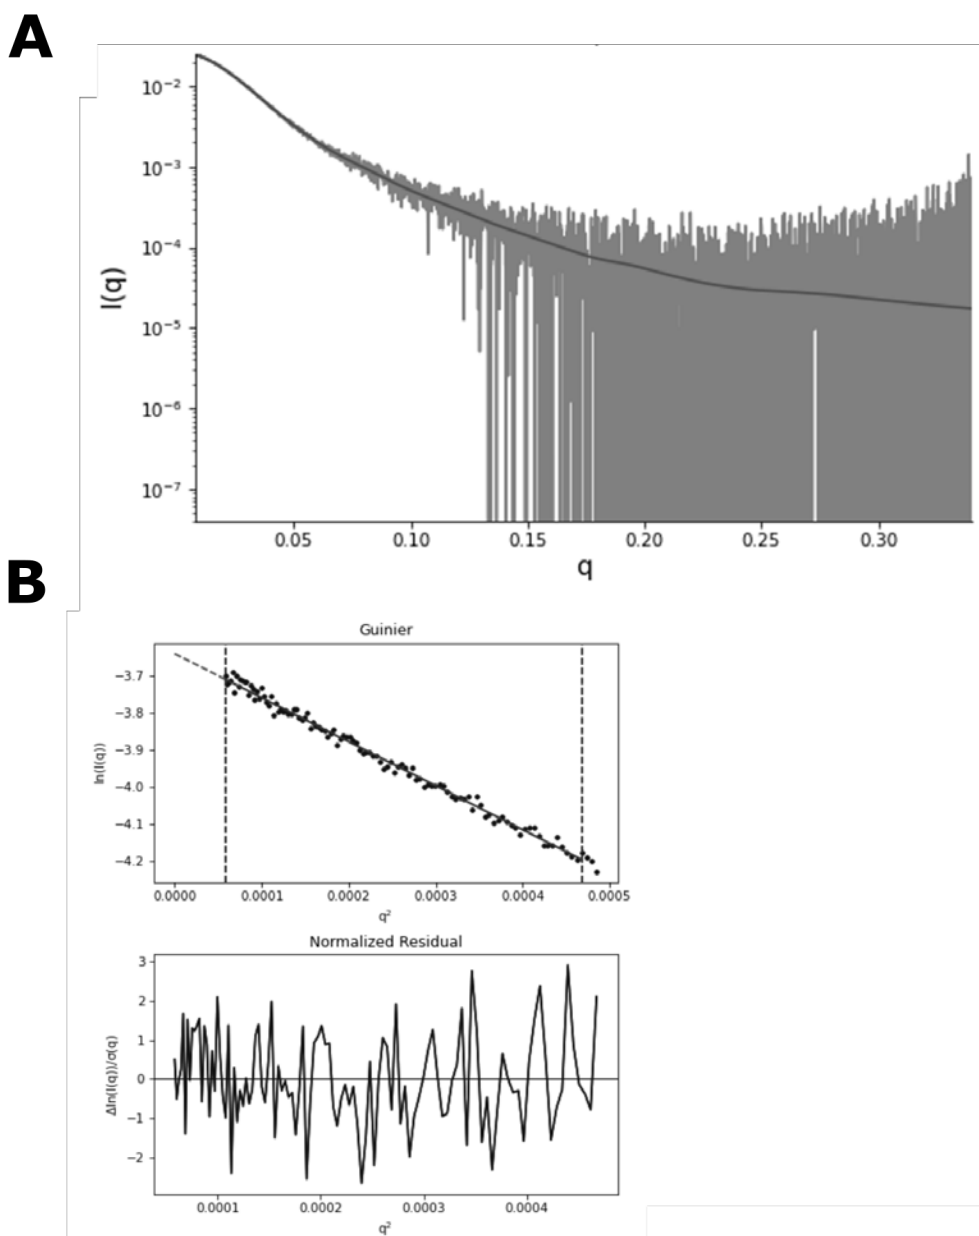 A
10⁻²
10⁻³
10⁻⁴
10⁻⁵
10⁻⁶
10⁻⁷
I(q)
0.05 0.10 0.15 0.20 0.25 0.30
q
B
Guinier
−3.7
−3.8
−3.9
−4.0
−4.1
−4.2
ln(I(q))
0.0000 0.0001 0.0002 0.0003 0.0004 0.0005
q²
Normalized Residual
3
2
1
0
−1
−2
Δln(I(q))/σ(q)
0.0001 0.0002 0.0003 0.0004
q²